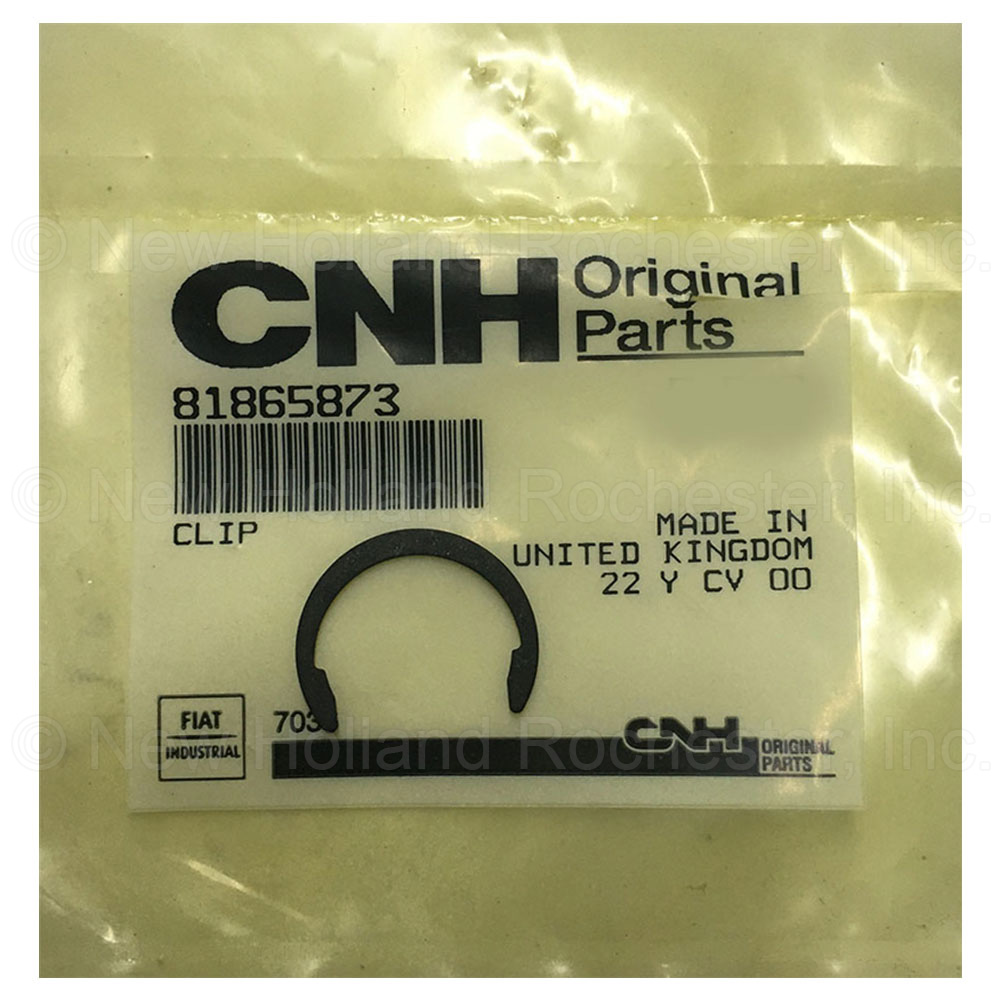 CNH Original
Parts
81865873
© New Holland Rochester, Inc.
CLIP
MADE IN
UNITED KINGDOM
22 Y CV 00
© New Holland Rochester, Inc.
FIAT
INDUSTRIAL
CNH ORIGINAL
PARTS
© New Holland Rochester, Inc.